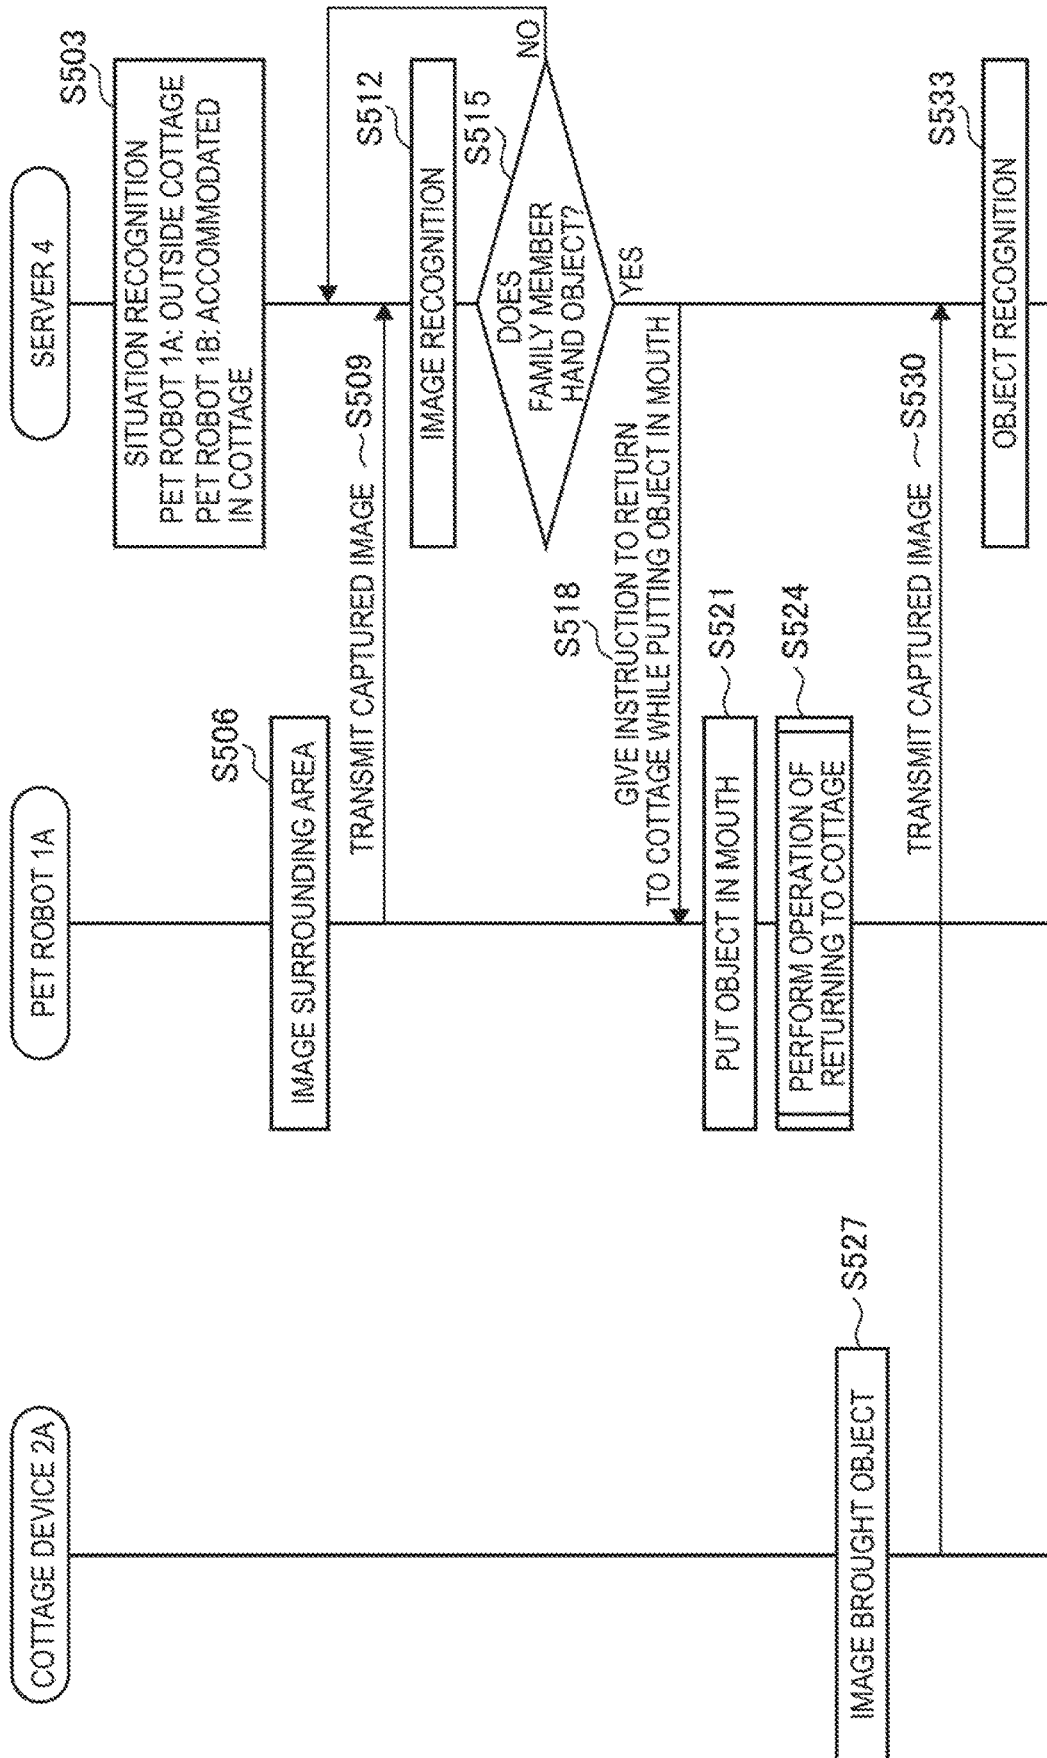 COTTAGE DEVICE 2A
PET ROBOT 1A
SERVER 4
S503
SITUATION RECOGNITION
PET ROBOT 1A: OUTSIDE COTTAGE
PET ROBOT 1B: ACCOMMODATED
IN COTTAGE
S506
IMAGE SURROUNDING AREA
TRANSMIT CAPTURED IMAGE
S509
S512
IMAGE RECOGNITION
S515
DOES
FAMILY MEMBER
HAND OBJECT?
NO
YES
S518
GIVE INSTRUCTION TO RETURN
TO COTTAGE WHILE PUTTING OBJECT IN MOUTH
S521
PUT OBJECT IN MOUTH
S524
PERFORM OPERATION OF
RETURNING TO COTTAGE
S527
IMAGE BROUGHT OBJECT
TRANSMIT CAPTURED IMAGE
S530
S533
OBJECT RECOGNITION